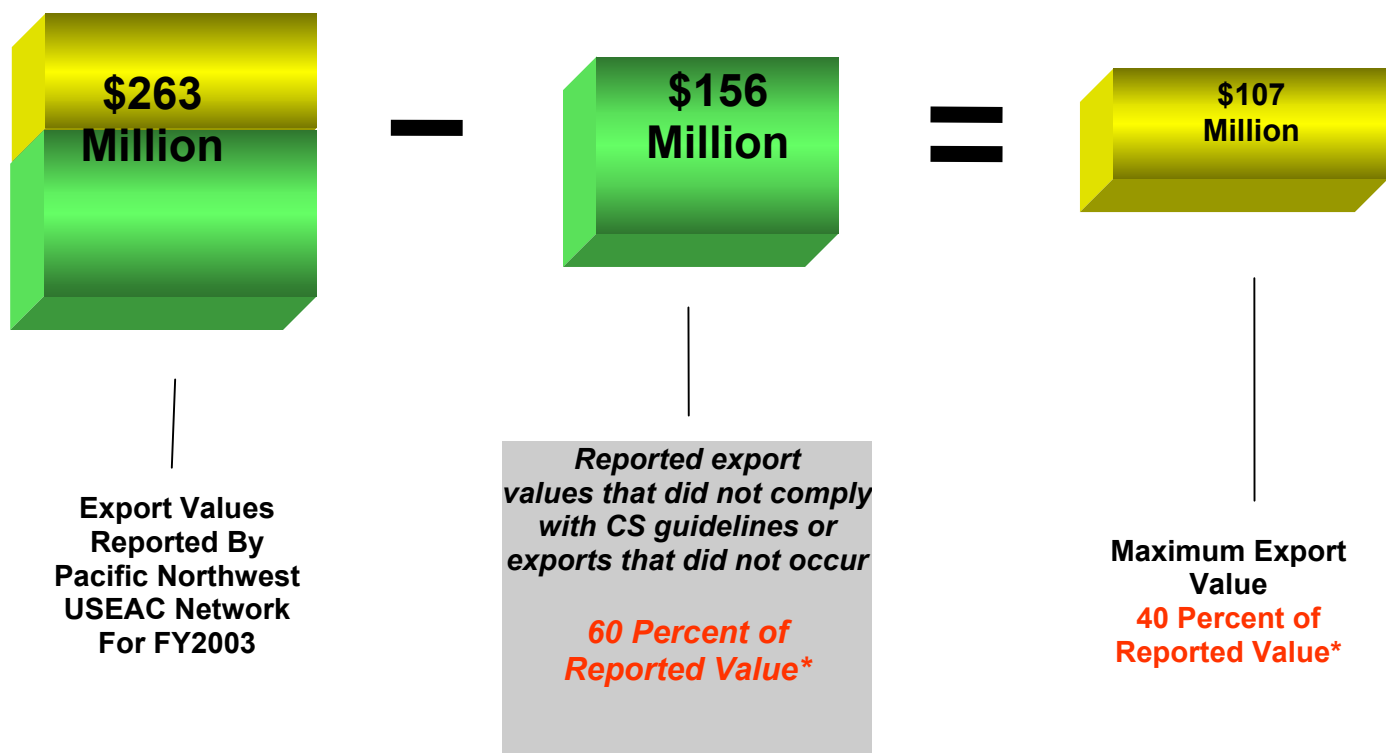 $263
Million
$156
Million
$107
Million
Export Values
Reported By
Pacific Northwest
USEAC Network
For FY2003
Reported export
values that did not comply
with CS guidelines or
exports that did not occur
60 Percent of
Reported Value*
Maximum Export
Value
40 Percent of
Reported Value*